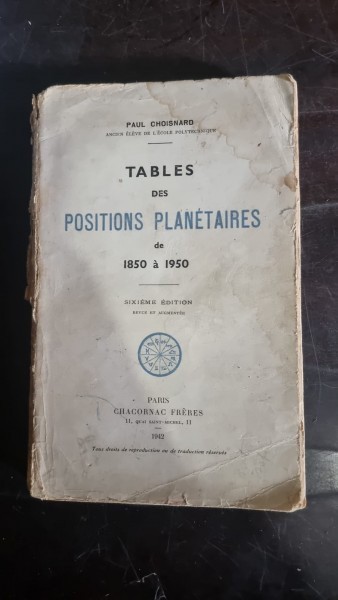 PAUL CHOISNARD
ANCIEN ÉLÈVE DE L'ÉCOLE POLYTECHNIQUE
TABLES
DES
POSITIONS PLANÉTAIRES
de
1850 à 1950
SIXIÈME ÉDITION
REVUE ET AUGMENTÉE
PARIS
CHACORNAC FRÈRES
11, QUAI SAINT-MICHEL, 11
1942
Tous droits de reproduction ou de traduction réservés